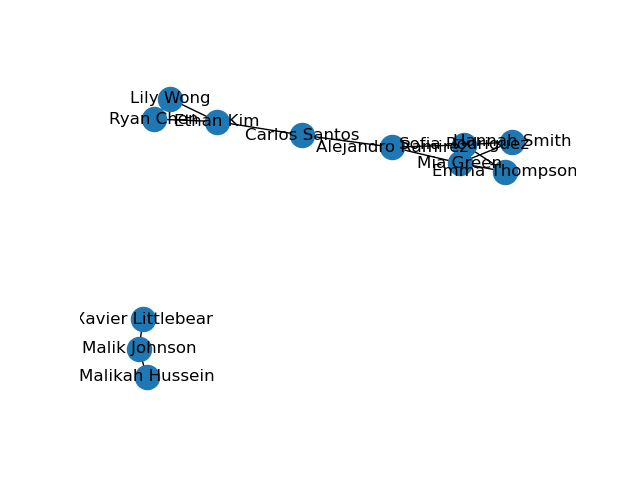 Lily Wong
Ryan Chen
Ethan Kim
Carlos Santos
Alejandro Ramirez
Sofia Rodriguez
Hannah Smith
Mia Green
Emma Thompson
Xavier Littlebear
Malik Johnson
Malikah Hussein